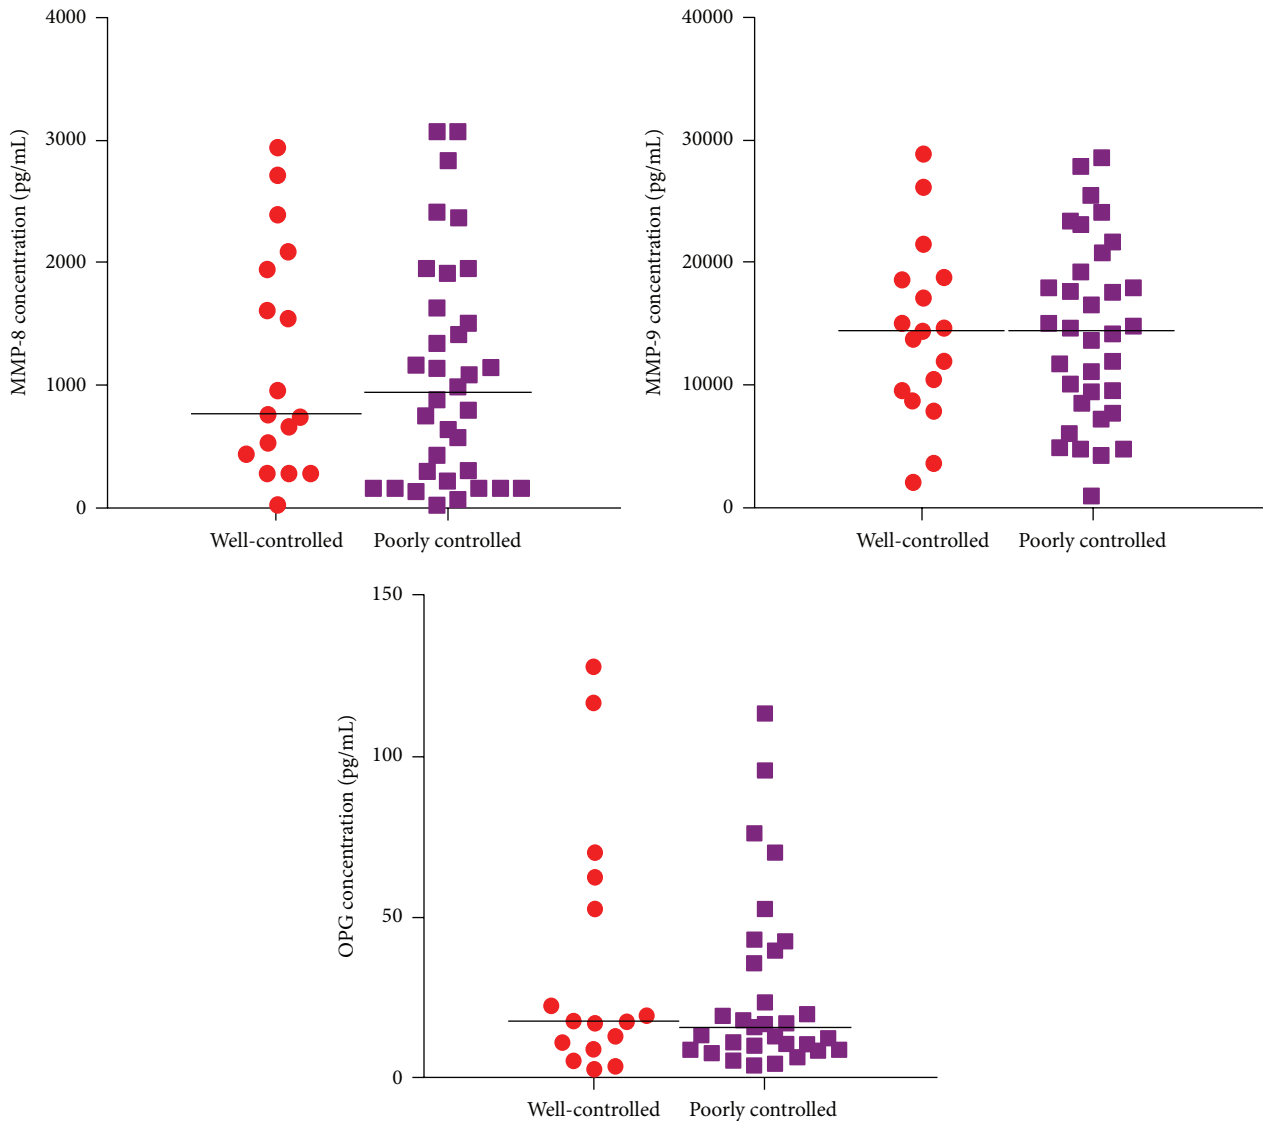 4000
3000
2000
1000
0
MMP-8 concentration (pg/mL)
Well-controlled Poorly controlled
40000
30000
20000
10000
0
MMP-9 concentration (pg/mL)
Well-controlled Poorly controlled
150
100
50
0
OPG concentration (pg/mL)
Well-controlled Poorly controlled